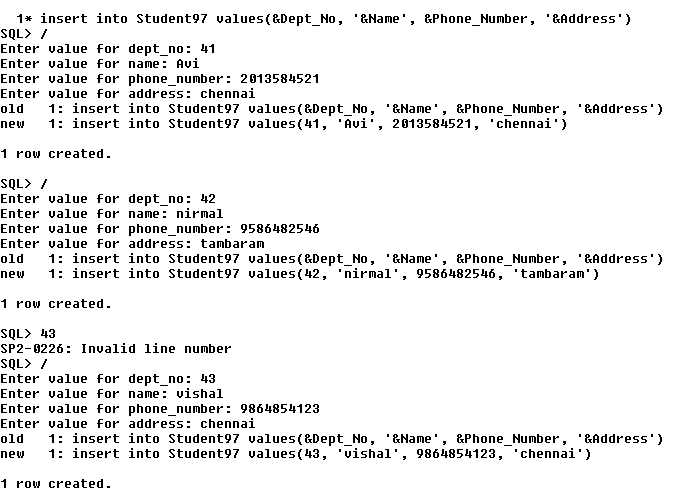 1* insert into Student97 values(&Dept_No, '&Name', &Phone_Number, '&Address')
SQL> /
Enter value for dept_no: 41
Enter value for name: Avi
Enter value for phone_number: 2013584521
Enter value for address: chennai
old   1: insert into Student97 values(&Dept_No, '&Name', &Phone_Number, '&Address')
new   1: insert into Student97 values(41, 'Avi', 2013584521, 'chennai')
1 row created.
SQL> /
Enter value for dept_no: 42
Enter value for name: nirmal
Enter value for phone_number: 9586482546
Enter value for address: tambaram
old   1: insert into Student97 values(&Dept_No, '&Name', &Phone_Number, '&Address')
new   1: insert into Student97 values(42, 'nirmal', 9586482546, 'tambaram')
1 row created.
SQL> 43
SP2-0226: Invalid line number
SQL> /
Enter value for dept_no: 43
Enter value for name: vishal
Enter value for phone_number: 9864854123
Enter value for address: chennai
old   1: insert into Student97 values(&Dept_No, '&Name', &Phone_Number, '&Address')
new   1: insert into Student97 values(43, 'vishal', 9864854123, 'chennai')
1 row created.